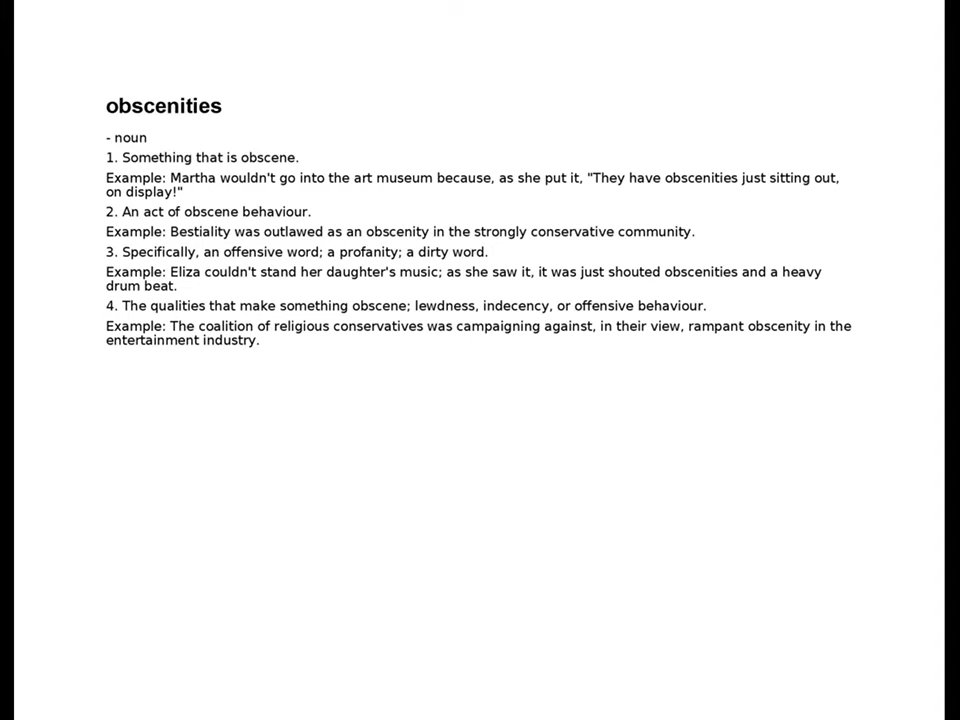 obscenities
- noun
1. Something that is obscene.
Example: Martha wouldn't go into the art museum because, as she put it, "They have obscenities just sitting out,
on display!"
2. An act of obscene behaviour.
Example: Bestiality was outlawed as an obscenity in the strongly conservative community.
3. Specifically, an offensive word; a profanity; a dirty word.
Example: Eliza couldn't stand her daughter's music; as she saw it, it was just shouted obscenities and a heavy
drum beat.
4. The qualities that make something obscene; lewdness, indecency, or offensive behaviour.
Example: The coalition of religious conservatives was campaigning against, in their view, rampant obscenity in the
entertainment industry.